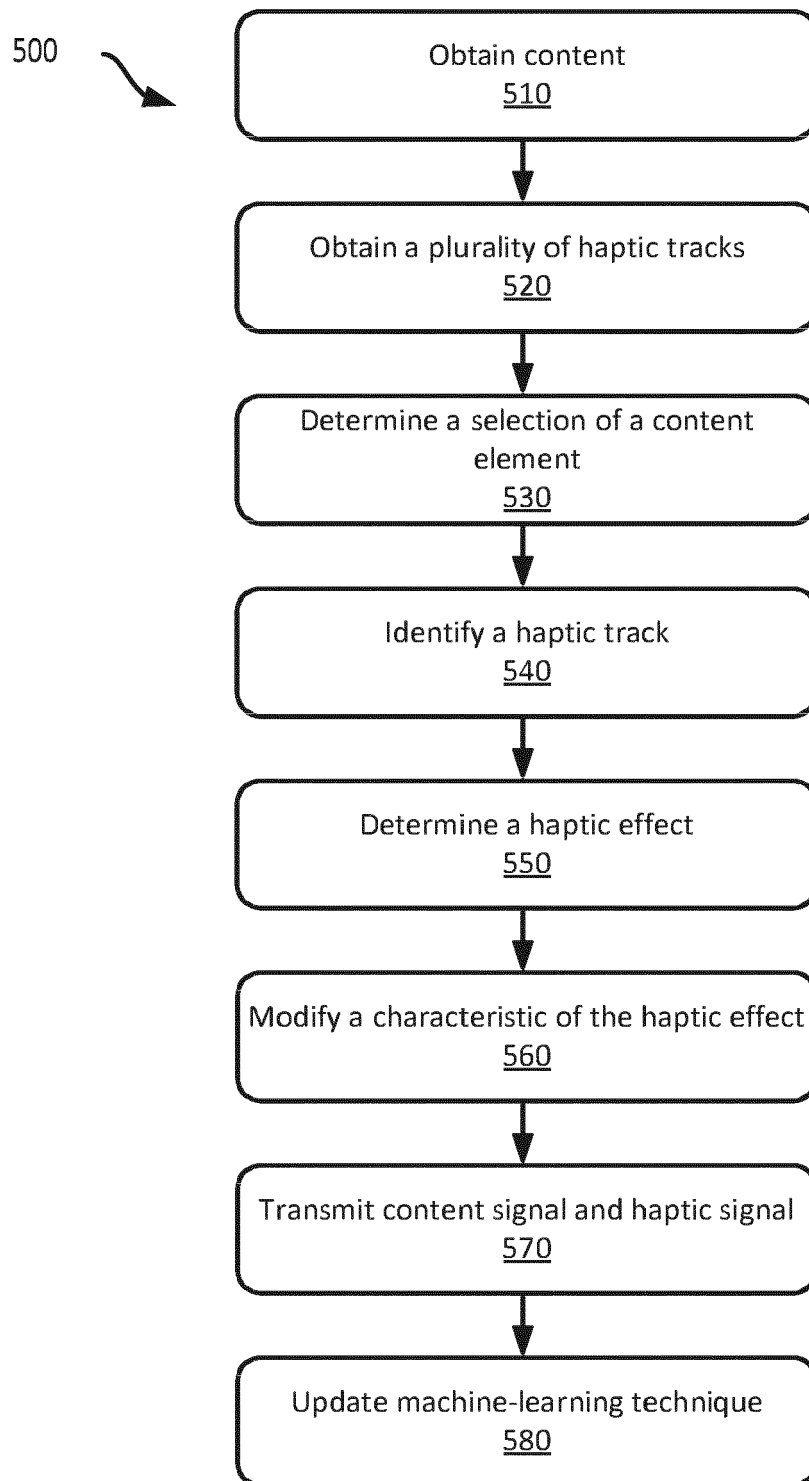 500
Obtain content
510
Obtain a plurality of haptic tracks
520
Determine a selection of a content
element
530
Identify a haptic track
540
Determine a haptic effect
550
Modify a characteristic of the haptic effect
560
Transmit content signal and haptic signal
570
Update machine-learning technique
580